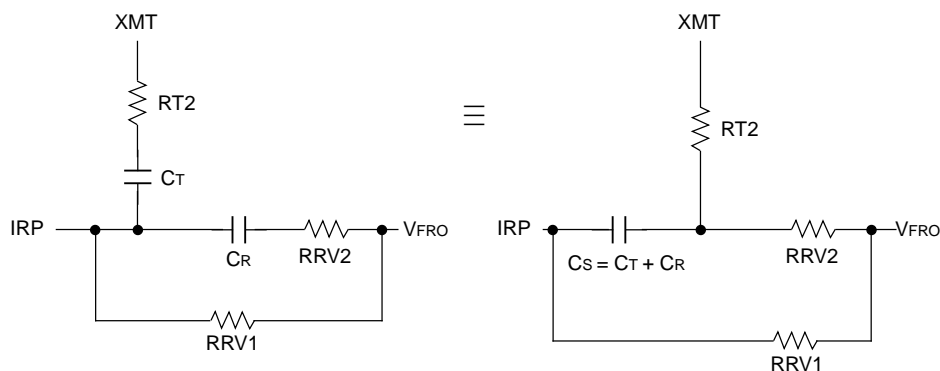 XMT
RT2
CT
IRP
VFRO
CR
RRV2
RRV1
≡
XMT
RT2
IRP
VFRO
CS = CT + CR
RRV2
RRV1